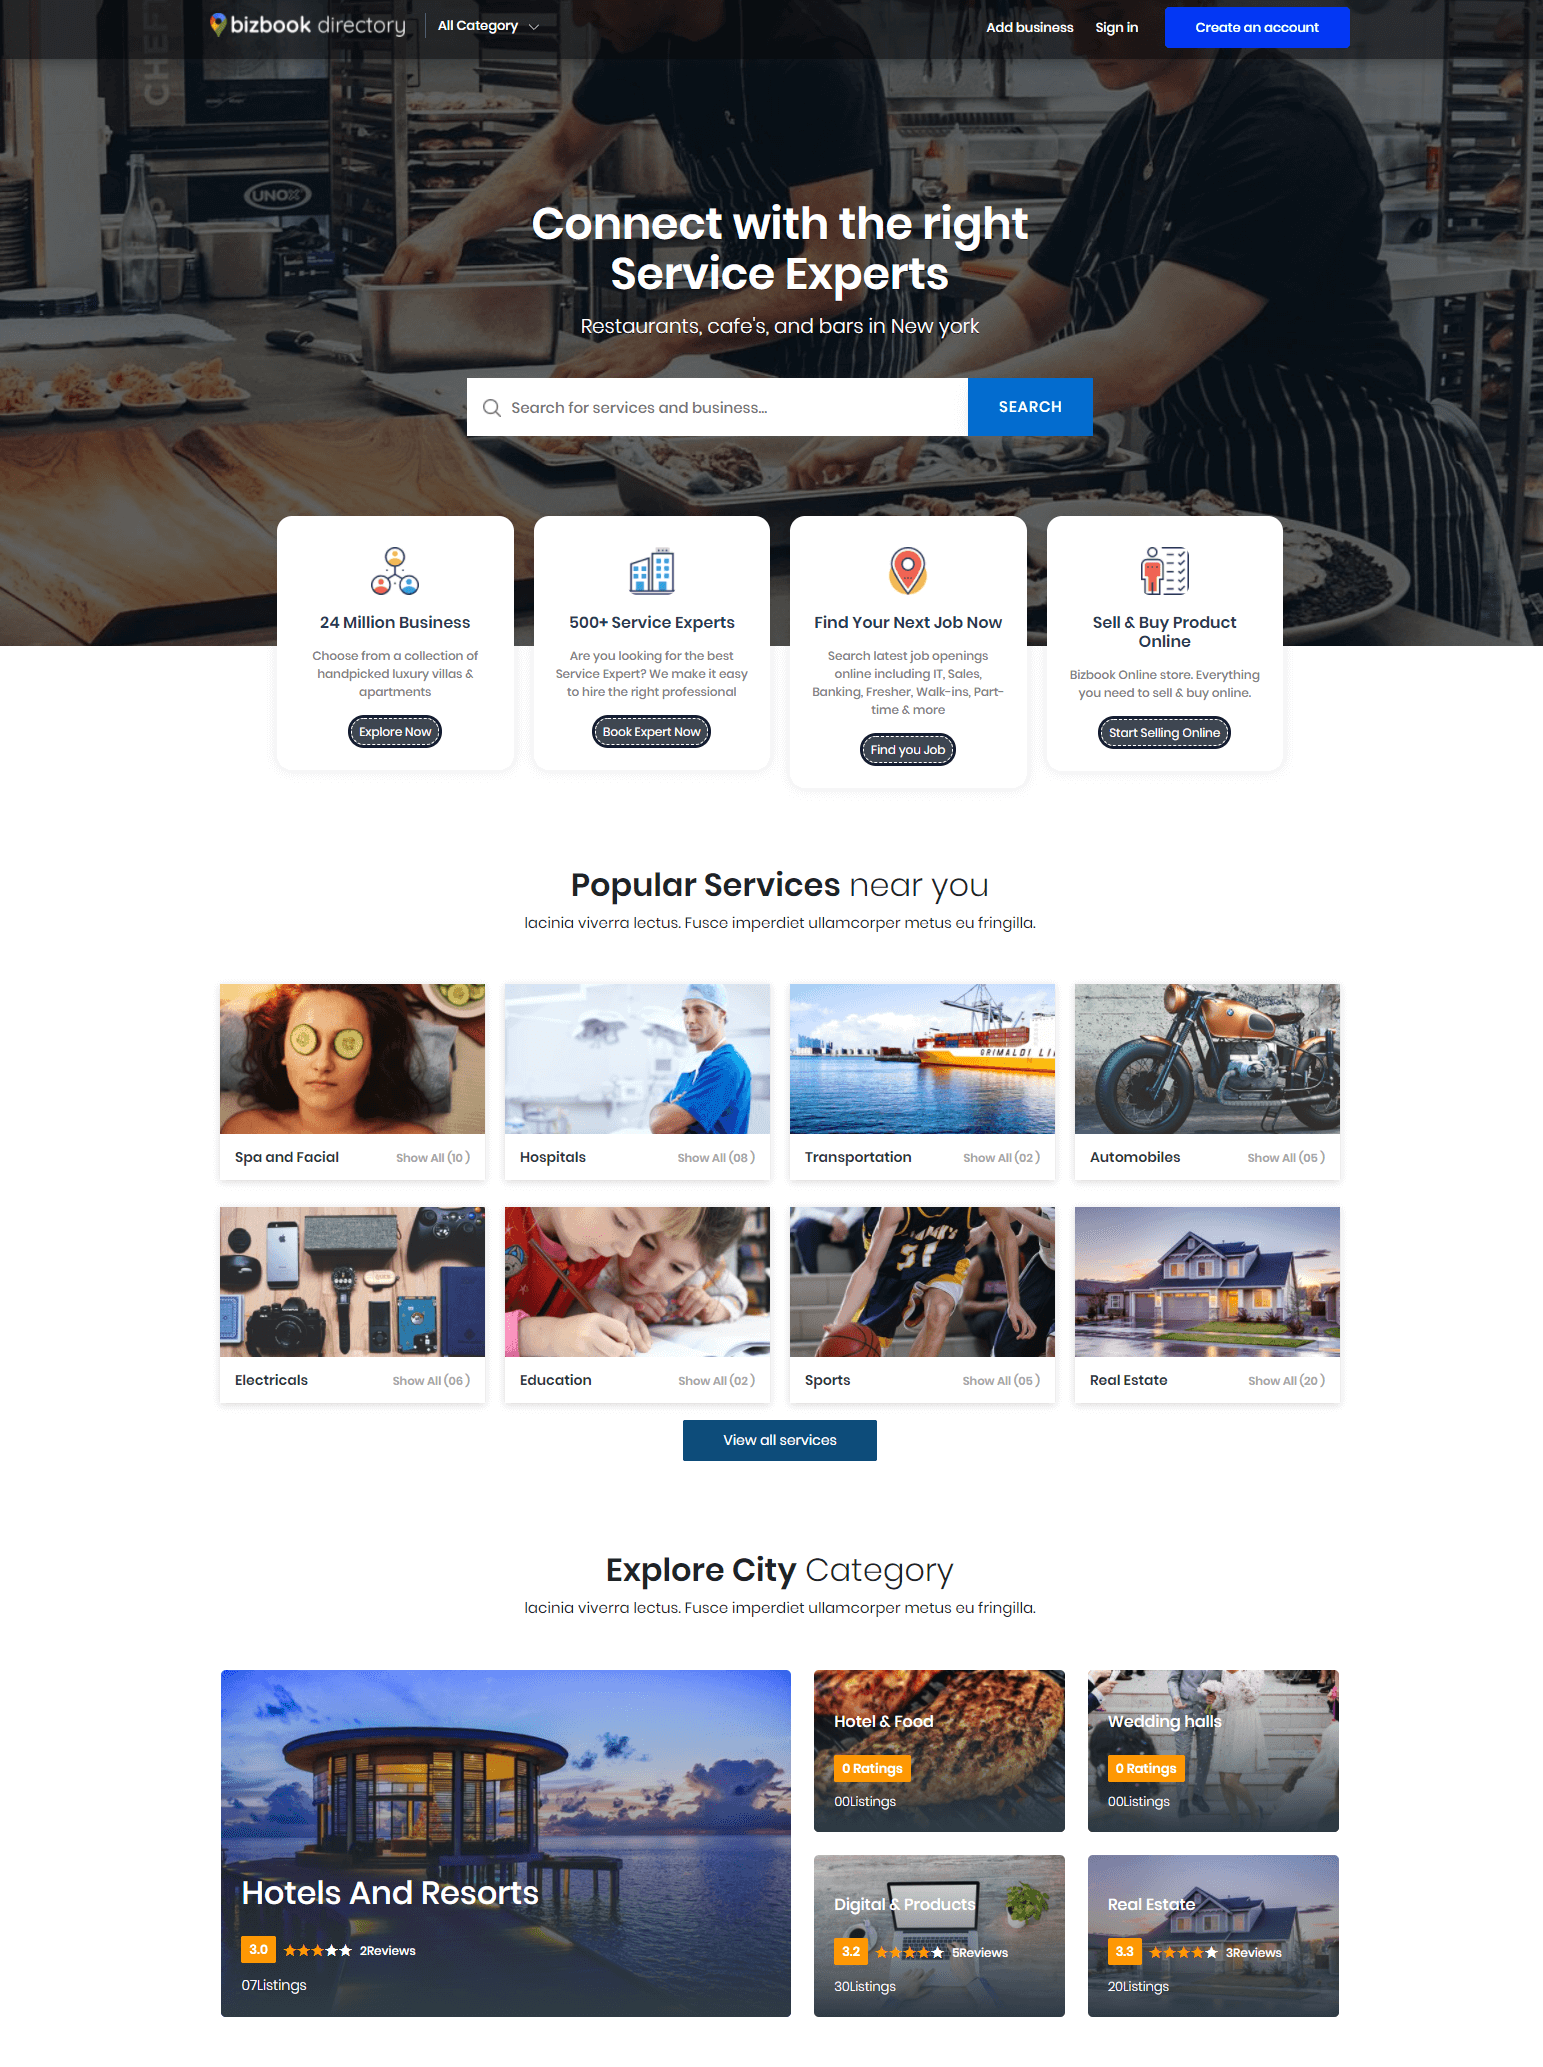 bizbook directory
All Category
Add business
Sign in
Create an account
CHEFT
UNOX
Connect with the right
Service Experts
Restaurants, cafe's, and bars in New york
Search for services and business...
SEARCH
24 Million Business
Choose from a collection of
handpicked luxury villas &
apartments
Explore Now
500+ Service Experts
Are you looking for the best
Service Expert? We make it easy
to hire the right professional
Book Expert Now
Find Your Next Job Now
Search latest job openings
online including IT, Sales,
Banking, Fresher, Walk-ins, Part-
time & more
Find you Job
Sell & Buy Product
Online
Bizbook Online store. Everything
you need to sell & buy online.
Start Selling Online
Popular Services near you
lacinia viverra lectus. Fusce imperdiet ullamcorper metus eu fringilla.
GRIMALDI LI
Spa and Facial
Show All (10 )
Hospitals
Show All (08 )
Transportation
Show All (02 )
Automobiles
Show All (05 )
Electricals
Show All (06 )
Education
Show All (02 )
Sports
Show All (05 )
Real Estate
Show All (20 )
View all services
Explore City Category
lacinia viverra lectus. Fusce imperdiet ullamcorper metus eu fringilla.
Hotels And Resorts
3.0
2Reviews
07Listings
Hotel & Food
0 Ratings
00Listings
Wedding halls
0 Ratings
00Listings
Digital & Products
3.2
5Reviews
30Listings
Real Estate
3.3
3Reviews
20Listings